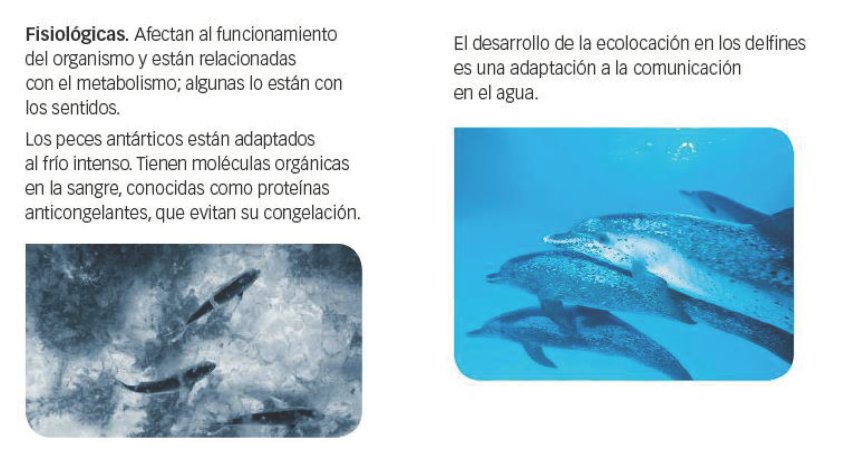 Fisiológicas. Afectan al funcionamiento
del organismo y están relacionadas
con el metabolismo; algunas lo están con
los sentidos.
Los peces antárticos están adaptados
al frío intenso. Tienen moléculas orgánicas
en la sangre, conocidas como proteínas
anticongelantes, que evitan su congelación.
El desarrollo de la ecolocación en los delfines
es una adaptación a la comunicación
en el agua.